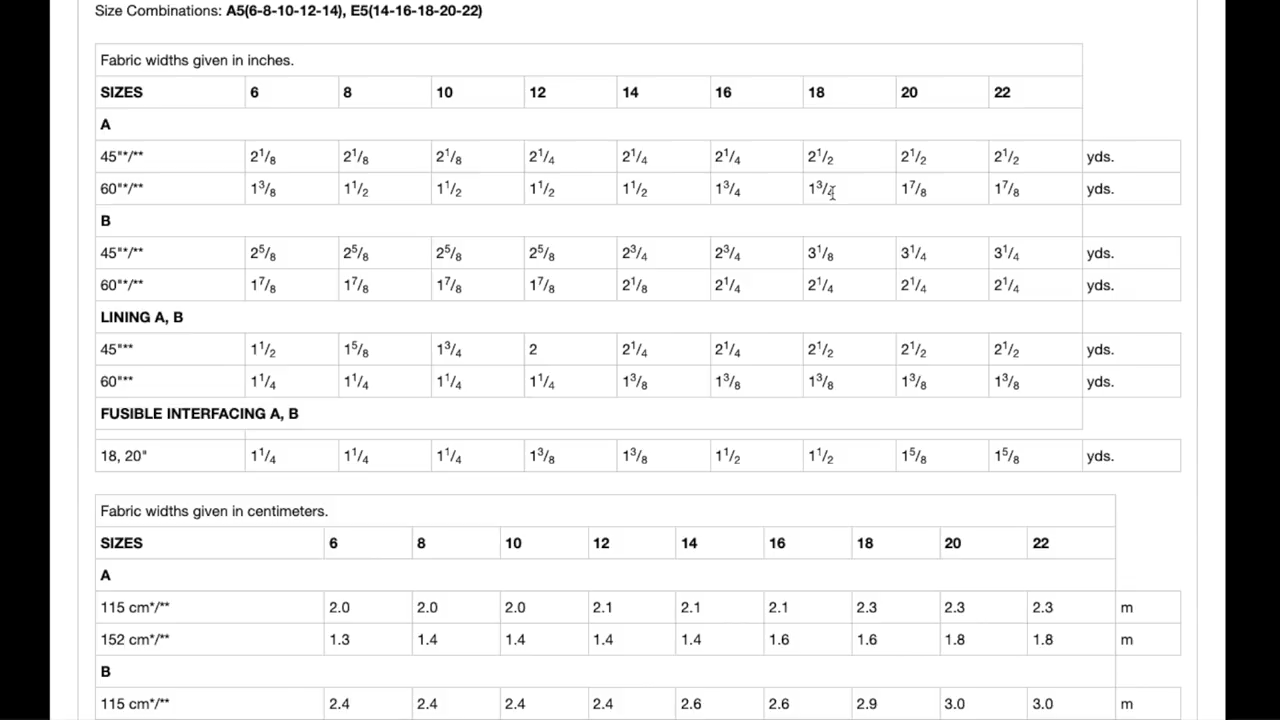 Size Combinations: A5(6-8-10-12-14), E5(14-16-18-20-22)
Fabric widths given in inches.
SIZES 6 8 10 12 14 16 18 20 22
A
45"*/** 2 1/8 2 1/8 2 1/8 2 1/4 2 1/4 2 1/4 2 1/2 2 1/2 2 1/2 yds.
60"*/** 1 3/8 1 1/2 1 1/2 1 1/2 1 1/2 1 3/4 1 3/4 1 7/8 1 7/8 yds.
B
45"*/** 2 5/8 2 5/8 2 5/8 2 5/8 2 3/4 2 3/4 3 1/8 3 1/4 3 1/4 yds.
60"*/** 1 7/8 1 7/8 1 7/8 1 7/8 2 1/8 2 1/4 2 1/4 2 1/4 2 1/4 yds.
LINING A, B
45"** 1 1/2 1 5/8 1 3/4 2 2 1/4 2 1/4 2 1/2 2 1/2 2 1/2 yds.
60"** 1 1/4 1 1/4 1 1/4 1 1/4 1 3/8 1 3/8 1 3/8 1 3/8 1 3/8 yds.
FUSIBLE INTERFACING A, B
18, 20" 1 1/4 1 1/4 1 1/4 1 3/8 1 3/8 1 1/2 1 1/2 1 5/8 1 5/8 yds.
Fabric widths given in centimeters.
SIZES 6 8 10 12 14 16 18 20 22
A
115 cm*/** 2.0 2.0 2.0 2.1 2.1 2.1 2.3 2.3 2.3 m
152 cm*/** 1.3 1.4 1.4 1.4 1.4 1.6 1.6 1.8 1.8 m
B
115 cm*/** 2.4 2.4 2.4 2.4 2.6 2.6 2.9 3.0 3.0 m